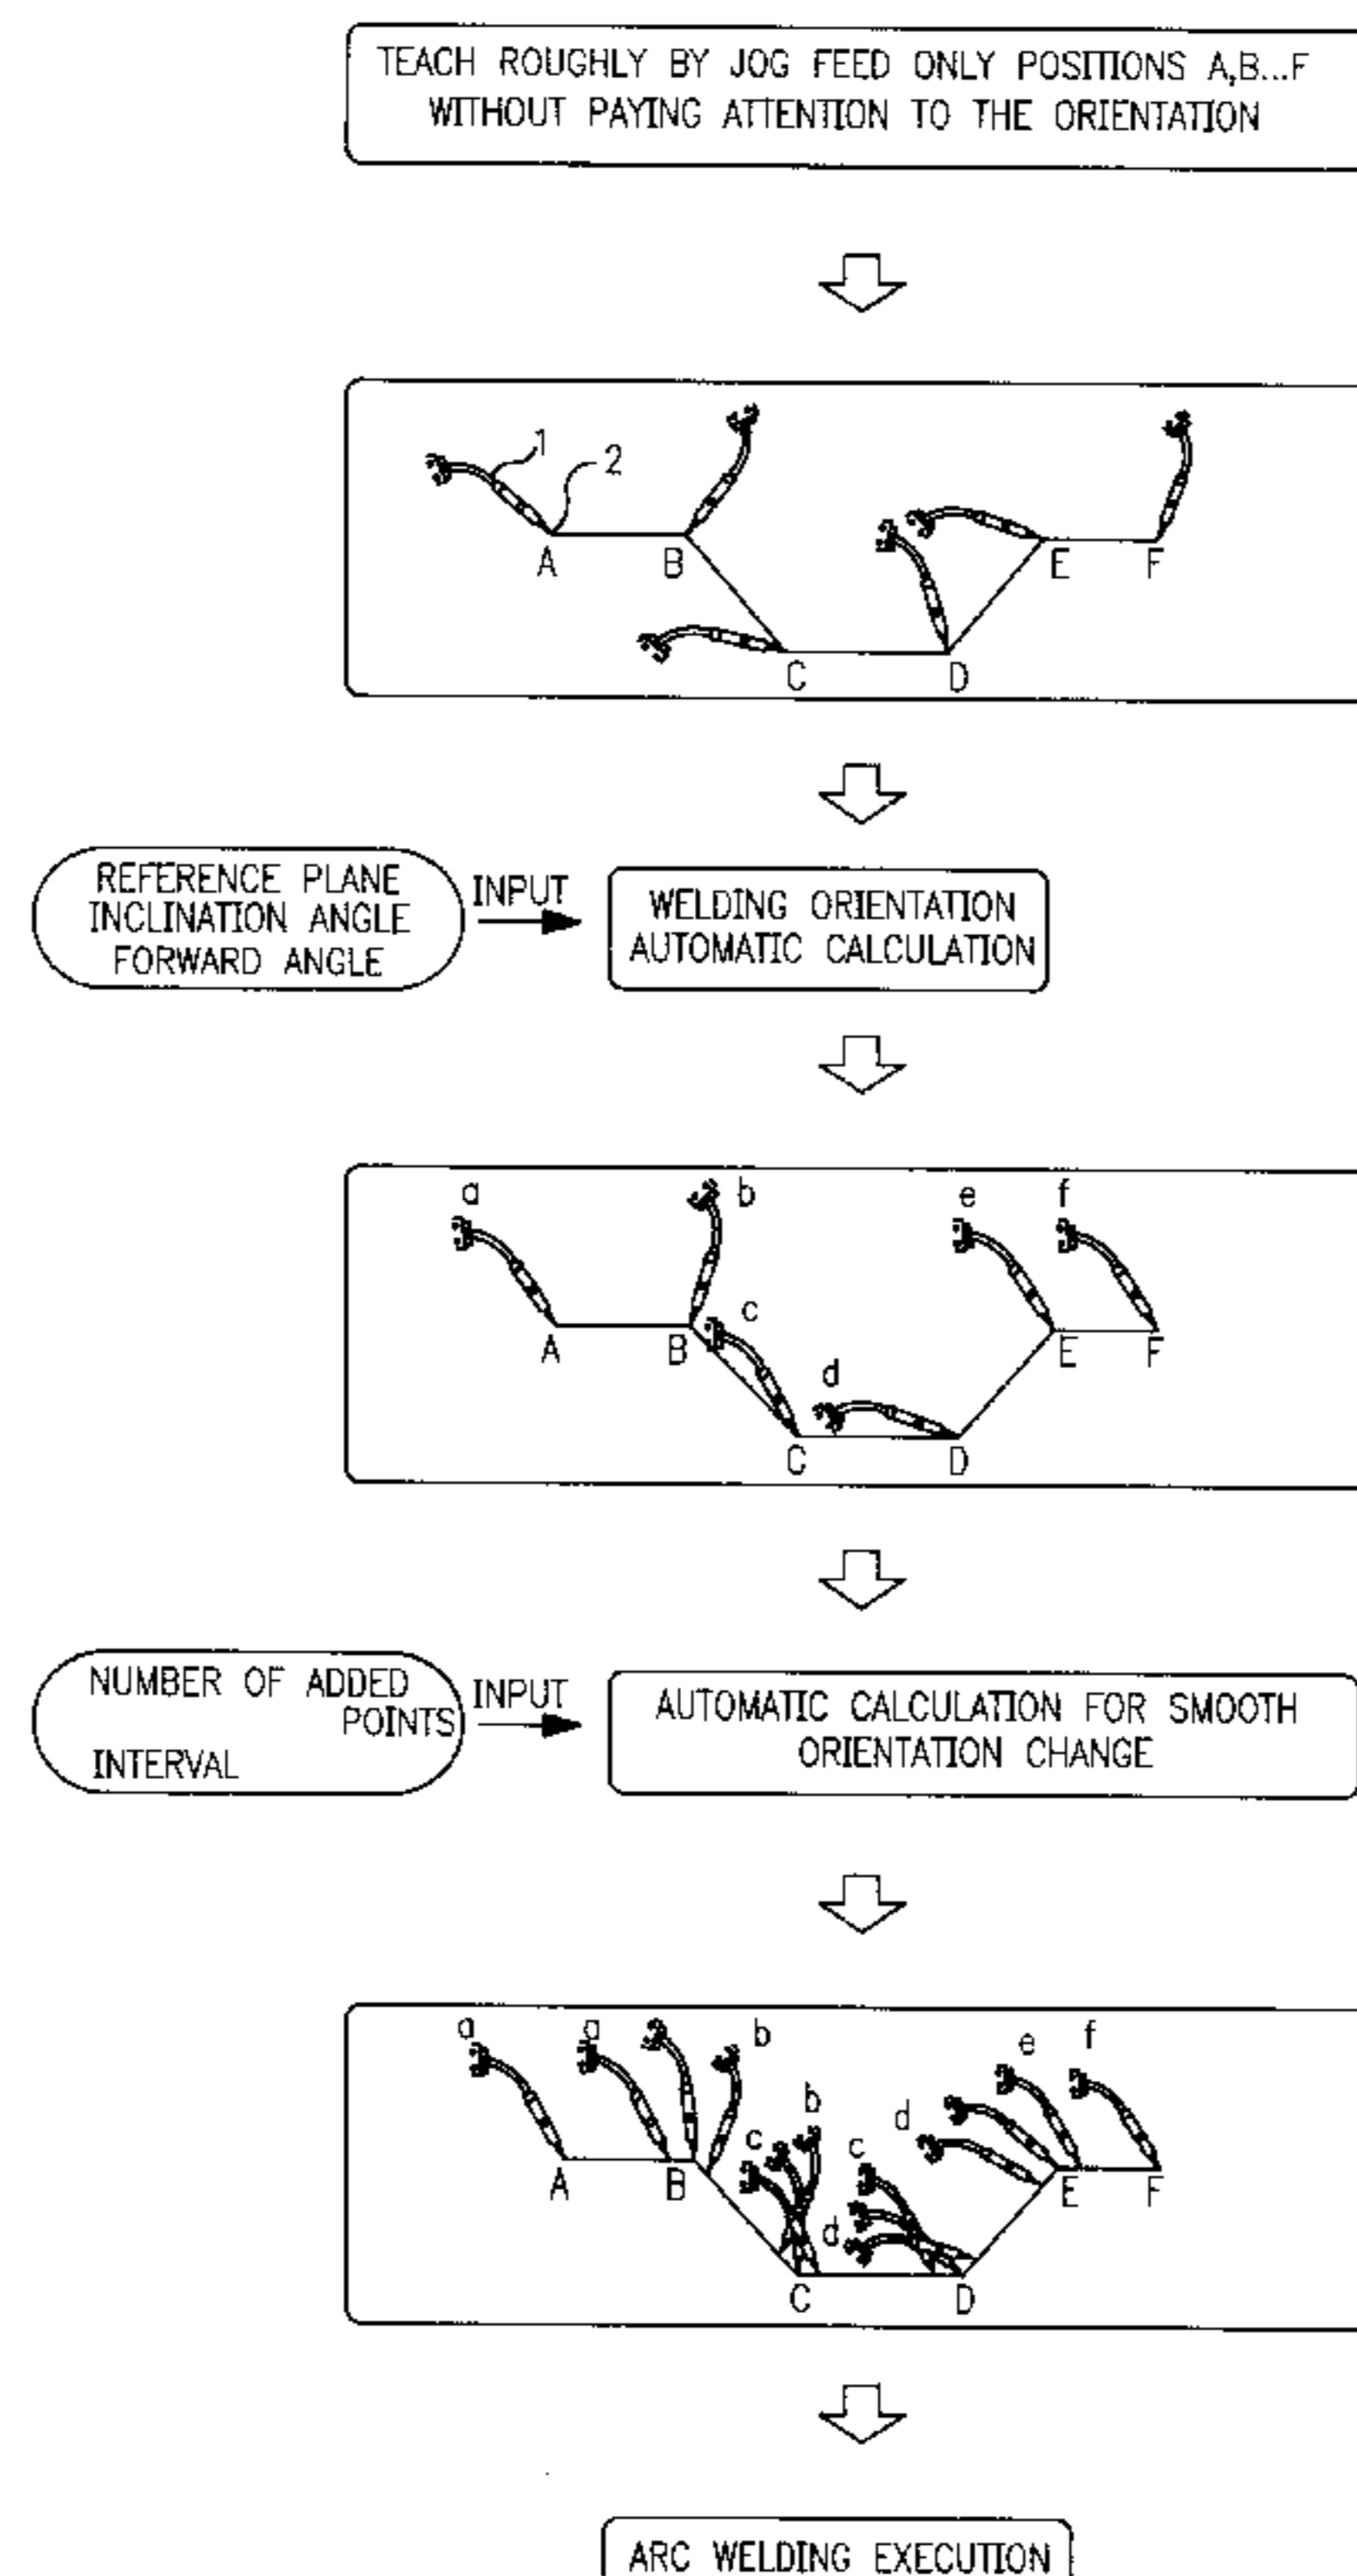 TEACH ROUGHLY BY JOG FEED ONLY POSITIONS A,B...F
WITHOUT PAYING ATTENTION TO THE ORIENTATION
1
2
A
B
E
F
C
D
REFERENCE PLANE
INCLINATION ANGLE
FORWARD ANGLE
INPUT
WELDING ORIENTATION
AUTOMATIC CALCULATION
a
b
e
f
c
A
B
E
F
d
C
D
NUMBER OF ADDED
POINTS
INTERVAL
INPUT
AUTOMATIC CALCULATION FOR SMOOTH
ORIENTATION CHANGE
a
a
b
e
f
b
d
c
c
A
B
E
F
d
C
D
ARC WELDING EXECUTION